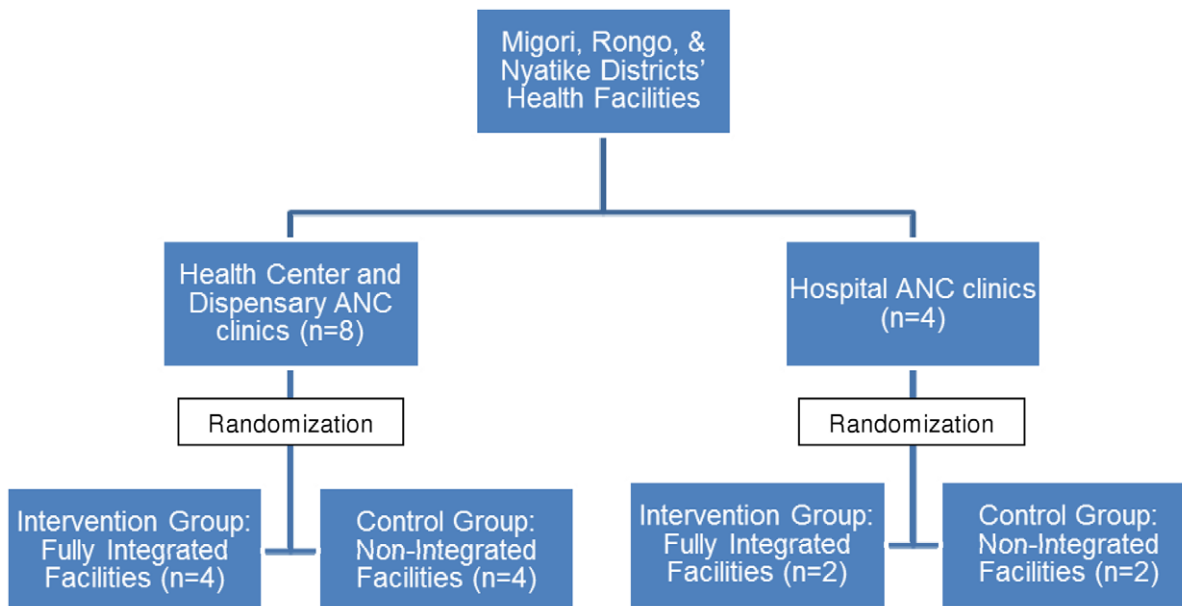 Migori, Rongo, &
Nyatike Districts'
Health Facilities
Health Center and
Dispensary ANC
clinics (n=8)
Hospital ANC clinics
(n=4)
Randomization
Randomization
Intervention Group:
Fully Integrated
Facilities (n=4)
Control Group:
Non-Integrated
Facilities (n=4)
Intervention Group:
Fully Integrated
Facilities (n=2)
Control Group:
Non-Integrated
Facilities (n=2)